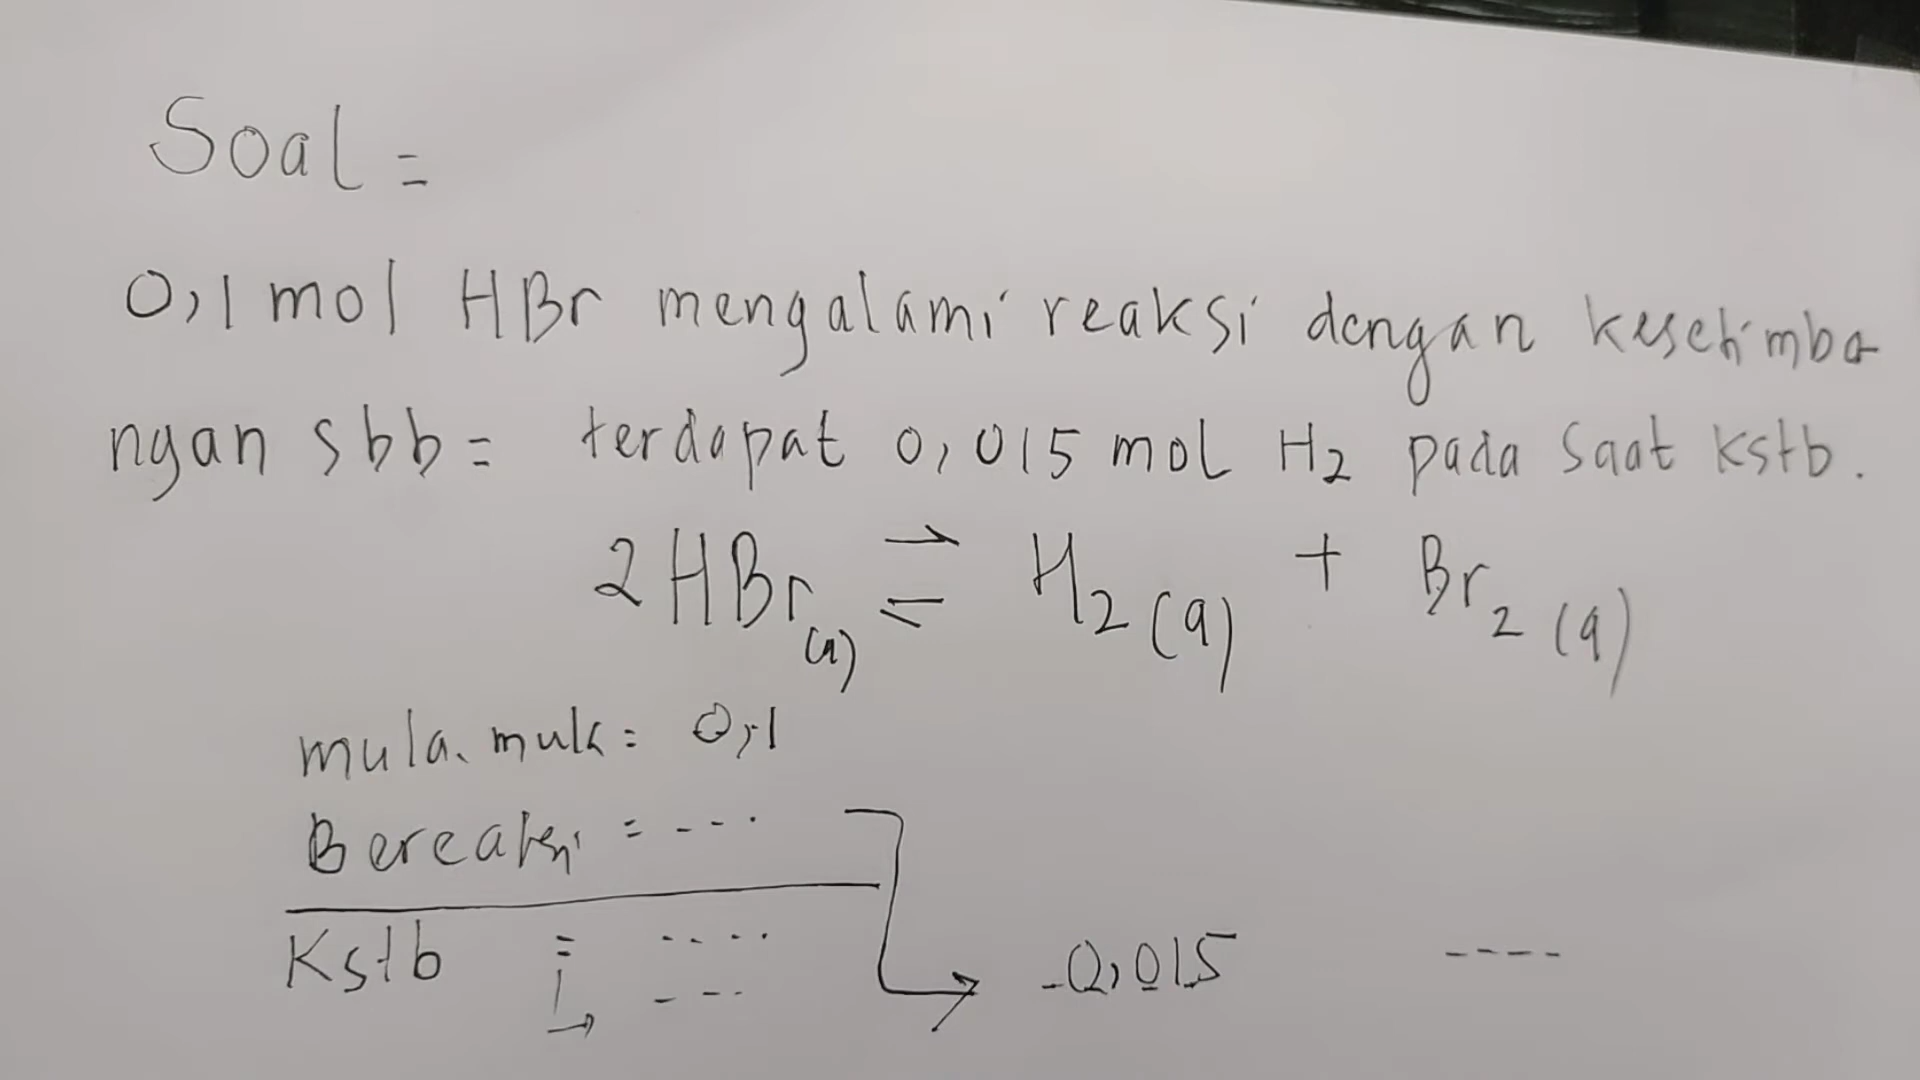 Soal =
0,1 mol HBr mengalami reaksi dengan kesetimba
ngan sbb = terdapat 0,015 mol H2 pada saat kstb.
2HBr(g) ⇌ H2(g) + Br2(g)
mula-mula = 0,1
Bereaksi = ---.
Kstb = .... 0,015 ----
→ ---